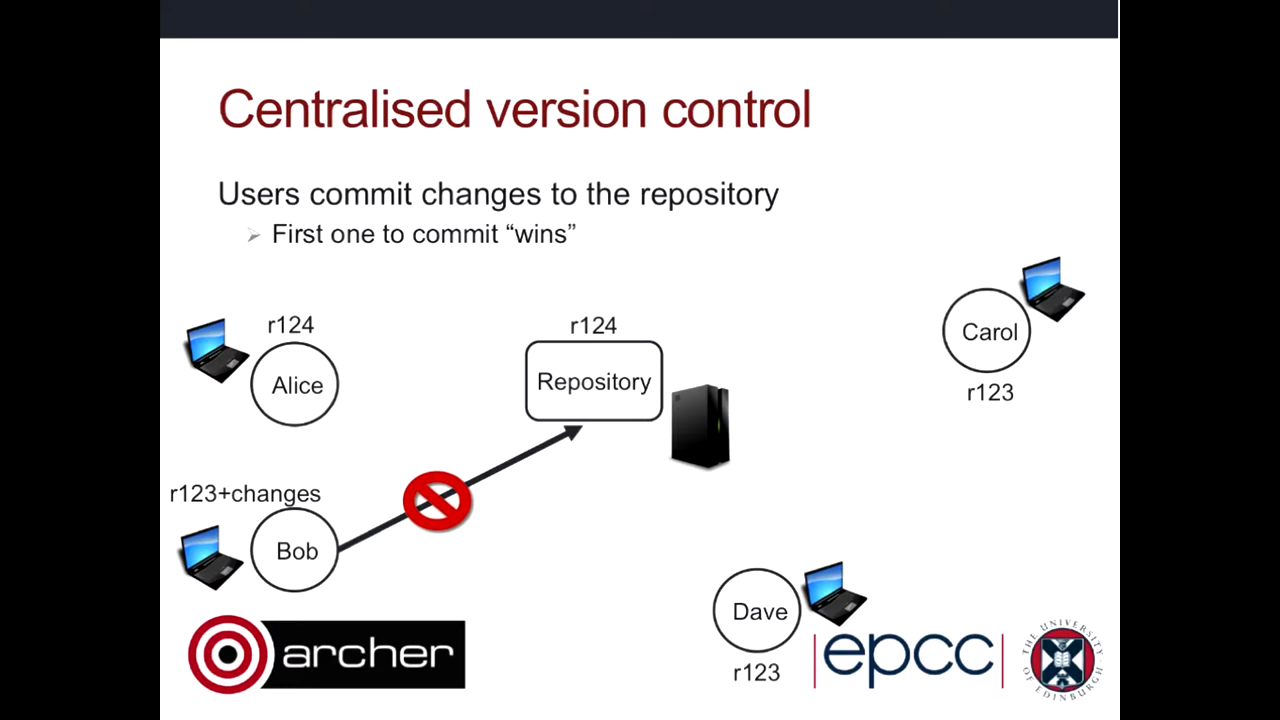 Centralised version control
Users commit changes to the repository
First one to commit “wins”
r124
Alice
r124
Repository
Carol
r123
r123+changes
Bob
Dave
r123
archer
epcc
THE UNIVERSITY
OF EDINBURGH